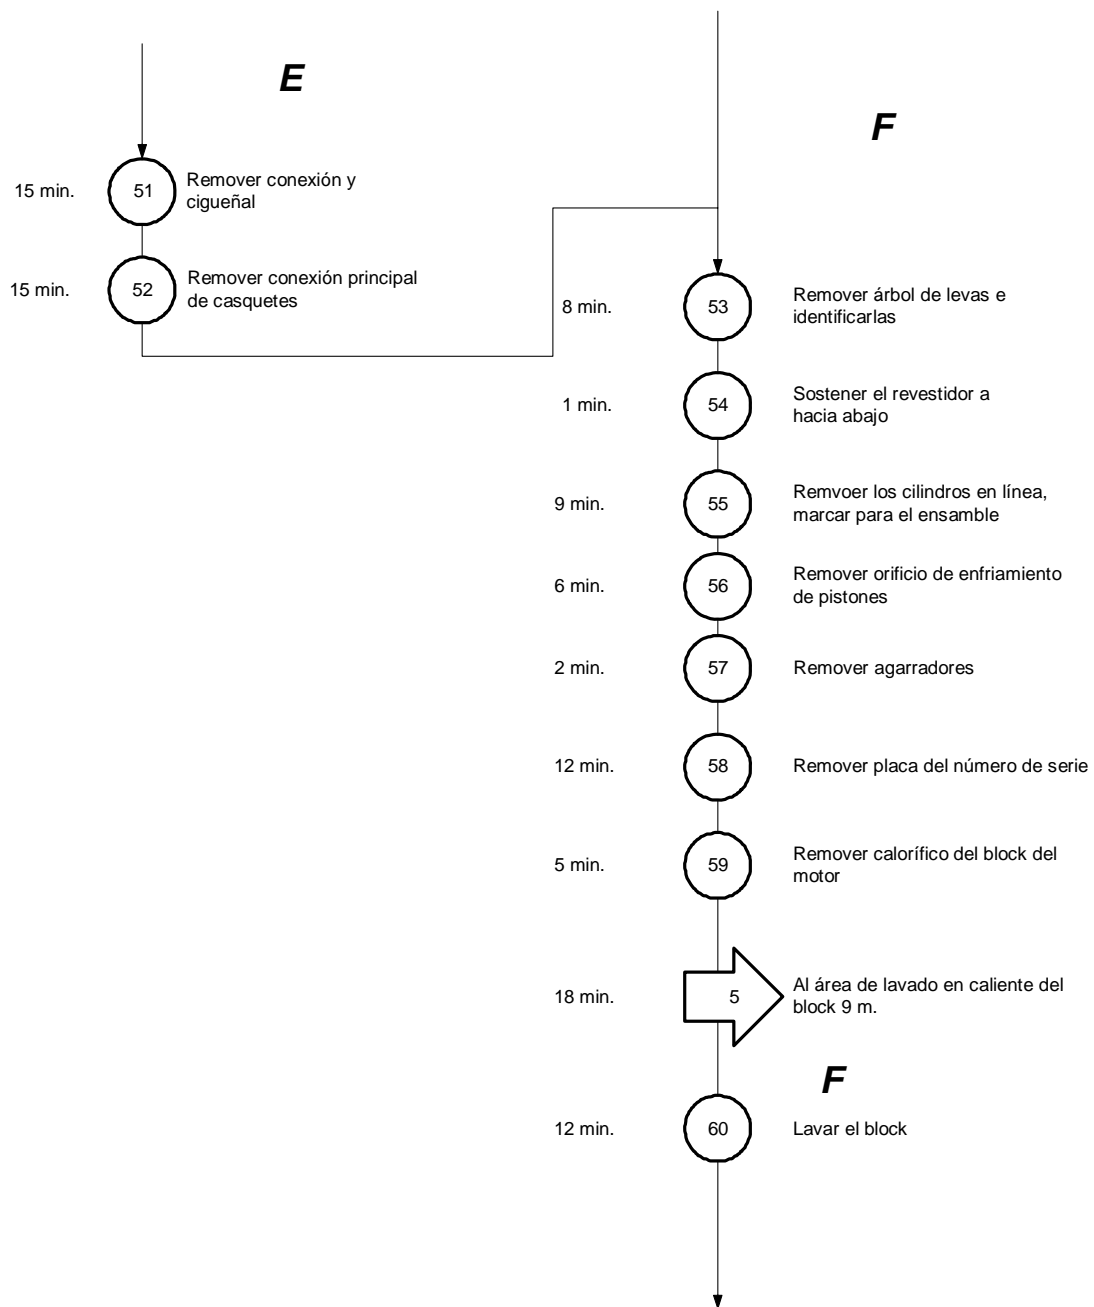 E
F
15 min.
51
Remover conexión y
cigueñal
15 min.
52
Remover conexión principal
de casquetes
8 min.
53
Remover árbol de levas e
identificarlas
1 min.
54
Sostener el revestidor a
hacia abajo
9 min.
55
Remvoer los cilindros en línea,
marcar para el ensamble
6 min.
56
Remover orificio de enfriamiento
de pistones
2 min.
57
Remover agarradores
12 min.
58
Remover placa del número de serie
5 min.
59
Remover calorífico del block del
motor
18 min.
5
Al área de lavado en caliente del
block 9 m.
F
12 min.
60
Lavar el block